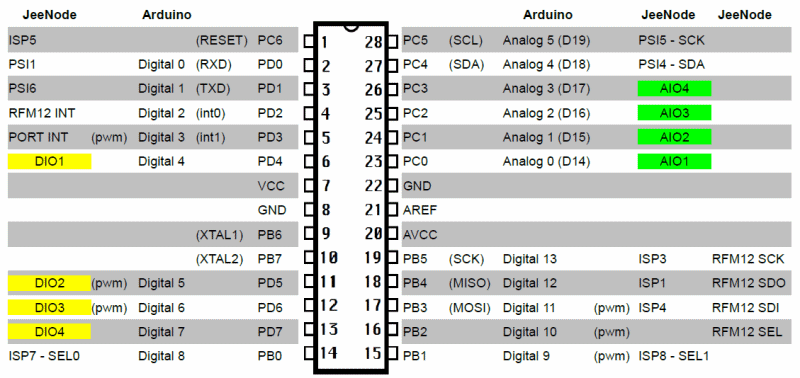 JeeNode Arduino Arduino JeeNode JeeNode
ISP5 (RESET) PC6 1 28 PC5 (SCL) Analog 5 (D19) PSI5 - SCK
PSI1 Digital 0 (RXD) PD0 2 27 PC4 (SDA) Analog 4 (D18) PSI4 - SDA
PSI6 Digital 1 (TXD) PD1 3 26 PC3 Analog 3 (D17) AIO4
RFM12 INT Digital 2 (int0) PD2 4 25 PC2 Analog 2 (D16) AIO3
PORT INT (pwm) Digital 3 (int1) PD3 5 24 PC1 Analog 1 (D15) AIO2
DIO1 Digital 4 PD4 6 23 PC0 Analog 0 (D14) AIO1
VCC 7 22 GND
GND 8 21 AREF
(XTAL1) PB6 9 20 AVCC
(XTAL2) PB7 10 19 PB5 (SCK) Digital 13 ISP3 RFM12 SCK
DIO2 (pwm) Digital 5 PD5 11 18 PB4 (MISO) Digital 12 ISP1 RFM12 SDO
DIO3 (pwm) Digital 6 PD6 12 17 PB3 (MOSI) Digital 11 (pwm) ISP4 RFM12 SDI
DIO4 Digital 7 PD7 13 16 PB2 Digital 10 (pwm) RFM12 SEL
ISP7 - SEL0 Digital 8 PB0 14 15 PB1 Digital 9 (pwm) ISP8 - SEL1